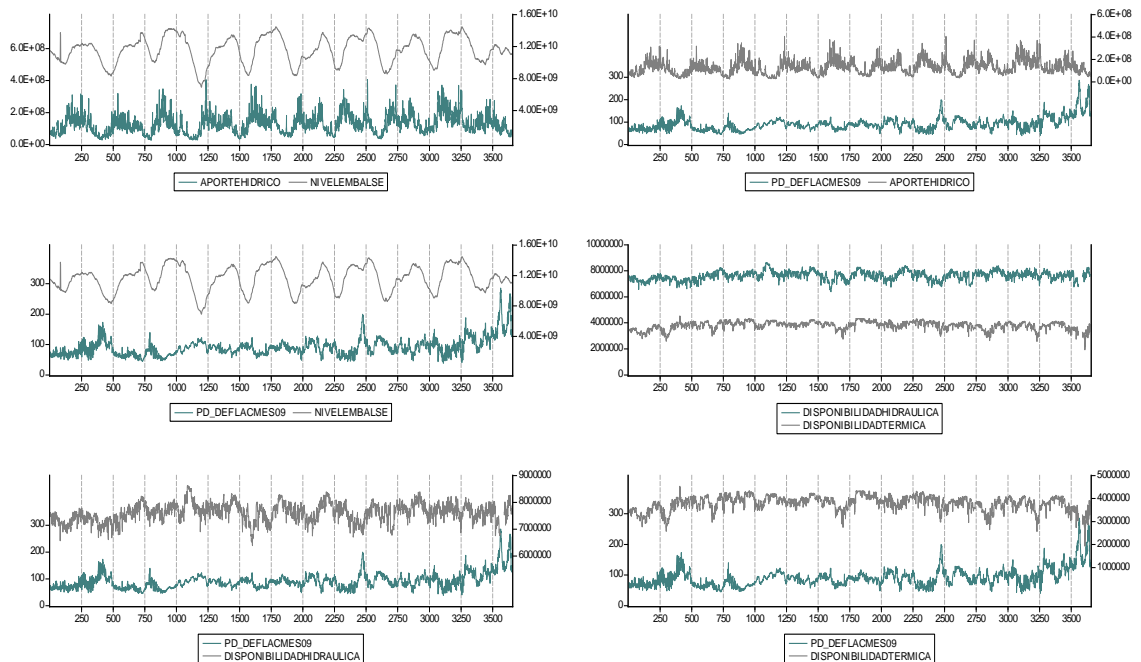 1.60E+10
1.20E+10
8.00E+09
4.00E+09
6.0E+08
4.0E+08
2.0E+08
0.0E+00
250 500 750 1000 1250 1500 1750 2000 2250 2500 2750 3000 3250 3500
APORTEHIDRICO NIVELEMBALSE
6.0E+08
4.0E+08
2.0E+08
0.0E+00
300
200
100
0
250 500 750 1000 1250 1500 1750 2000 2250 2500 2750 3000 3250 3500
PD_DEFLACMES09 APORTEHIDRICO
1.60E+10
1.20E+10
8.00E+09
4.00E+09
300
200
100
0
250 500 750 1000 1250 1500 1750 2000 2250 2500 2750 3000 3250 3500
PD_DEFLACMES09 NIVELEMBALSE
10000000
8000000
6000000
4000000
2000000
0
250 500 750 1000 1250 1500 1750 2000 2250 2500 2750 3000 3250 3500
DISPONIBILIDADHIDRAULICA
DISPONIBILIDADTERMICA
9000000
8000000
7000000
6000000
300
200
100
0
250 500 750 1000 1250 1500 1750 2000 2250 2500 2750 3000 3250 3500
PD_DEFLACMES09
DISPONIBILIDADHIDRAULICA
5000000
4000000
3000000
2000000
1000000
300
200
100
0
250 500 750 1000 1250 1500 1750 2000 2250 2500 2750 3000 3250 3500
PD_DEFLACMES09
DISPONIBILIDADTERMICA